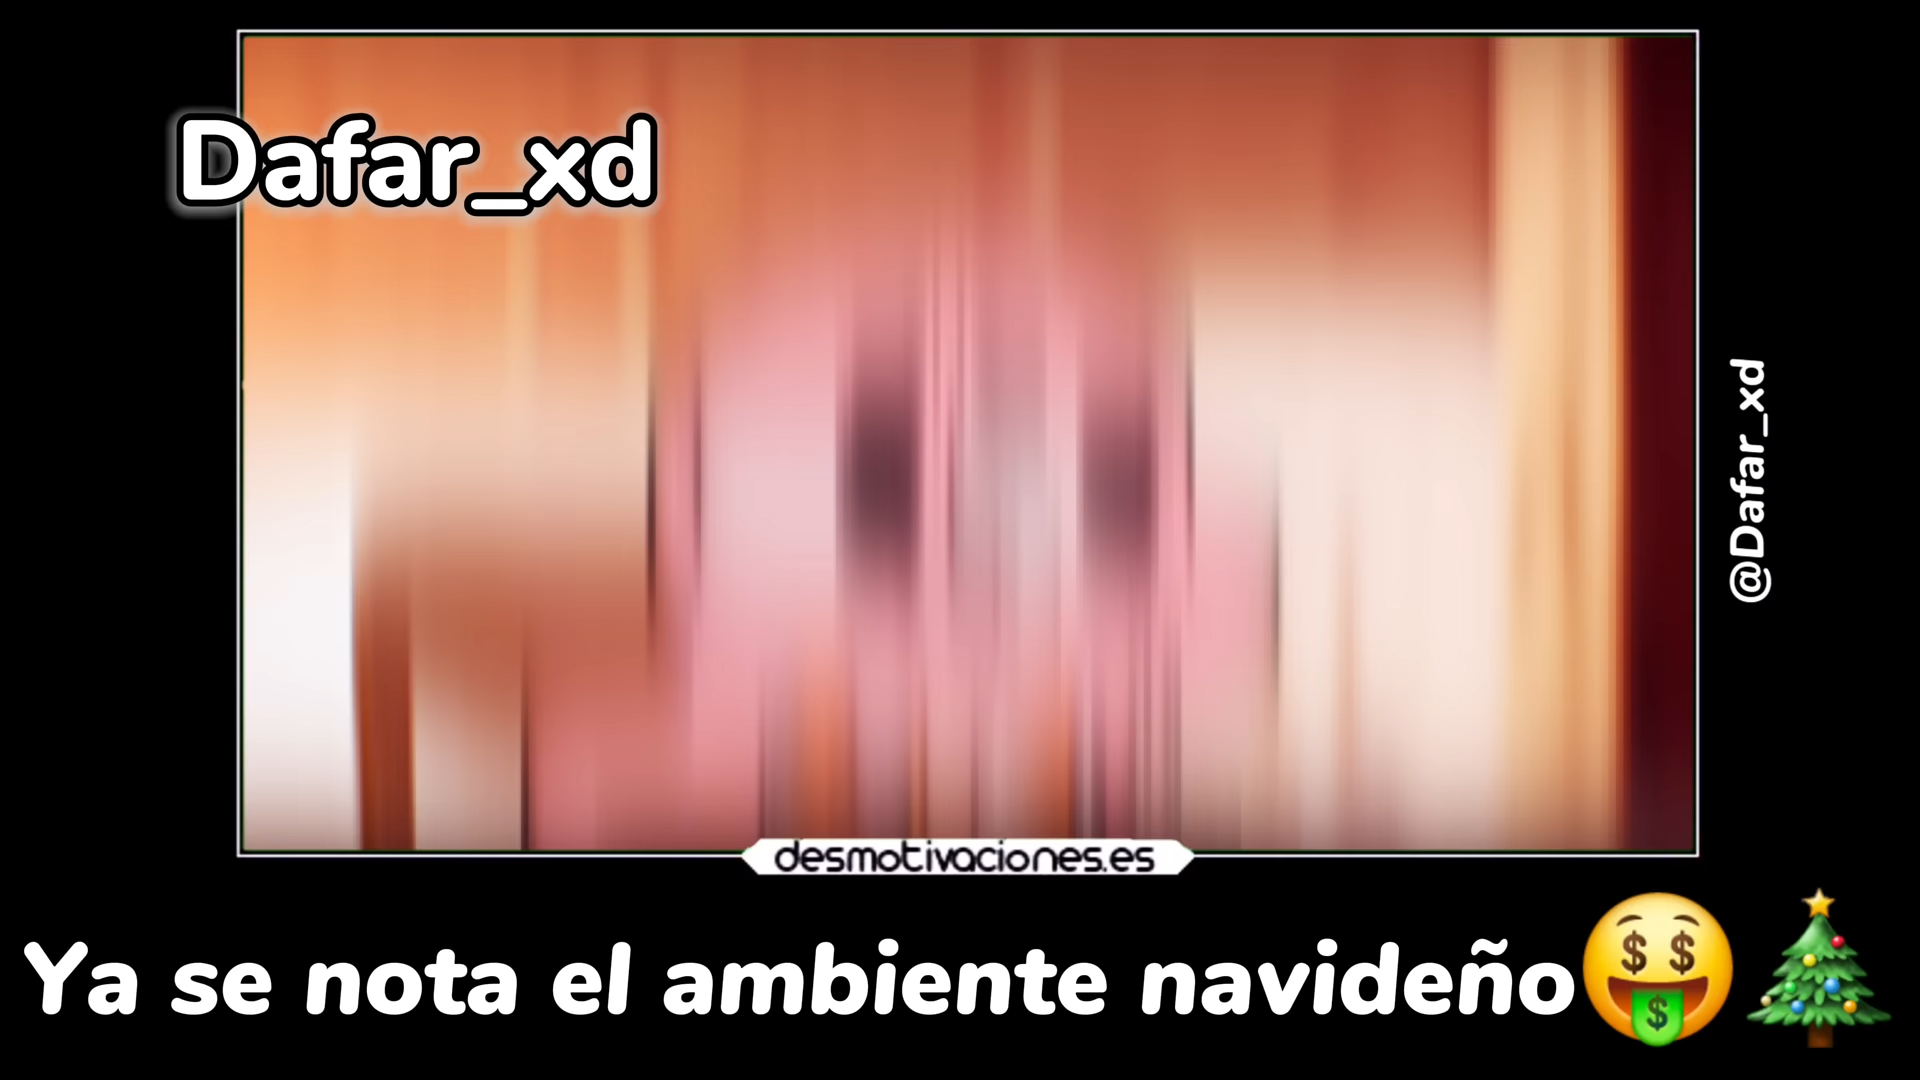 Dafar_xd
@Dafar_xd
desmotivaciones.es
Ya se nota el ambiente navideño🤑🎄